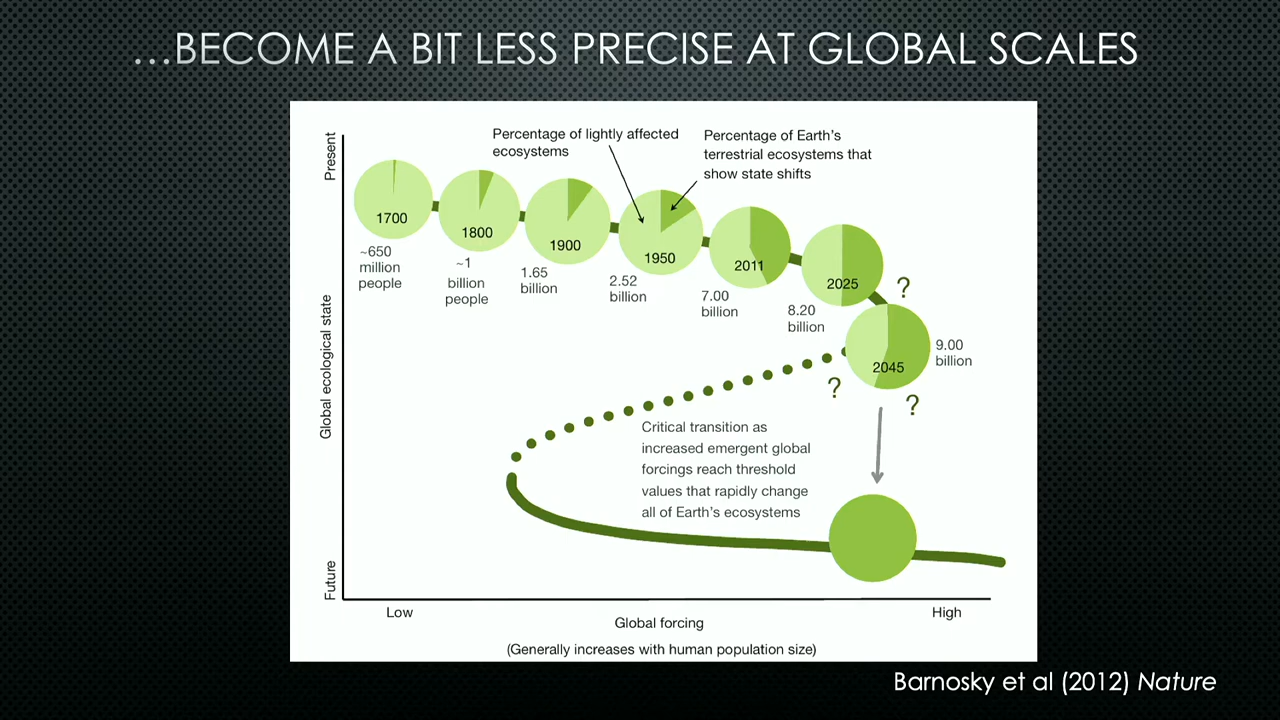 …BECOME A BIT LESS PRECISE AT GLOBAL SCALES
Present
Global ecological state
Future
Percentage of lightly affected
ecosystems
Percentage of Earth's
terrestrial ecosystems that
show state shifts
1700
~650
million
people
1800
~1
billion
people
1900
1.65
billion
1950
2.52
billion
2011
7.00
billion
2025
8.20
billion
?
2045
9.00
billion
?
?
Critical transition as
increased emergent global
forcings reach threshold
values that rapidly change
all of Earth's ecosystems
Low
Global forcing
High
(Generally increases with human population size)
Barnosky et al (2012) Nature